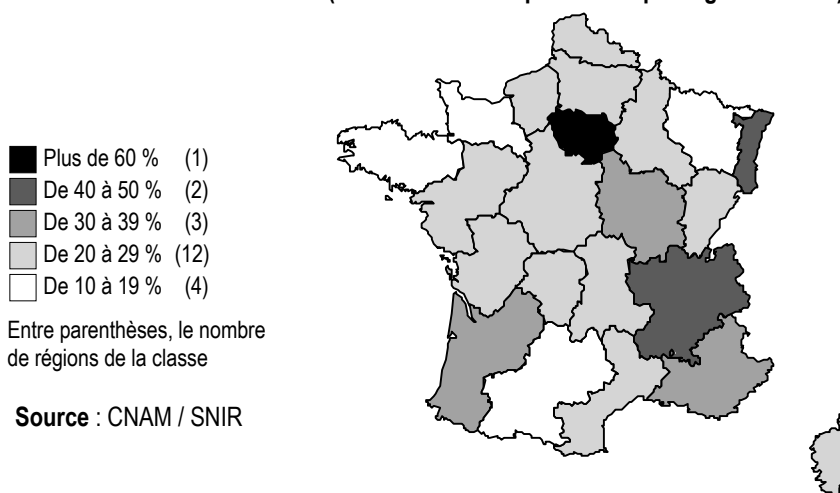 Plus de 60 % (1)
De 40 à 50 % (2)
De 30 à 39 % (3)
De 20 à 29 % (12)
De 10 à 19 % (4)
Entre parenthèses, le nombre
de régions de la classe
Source : CNAM / SNIR